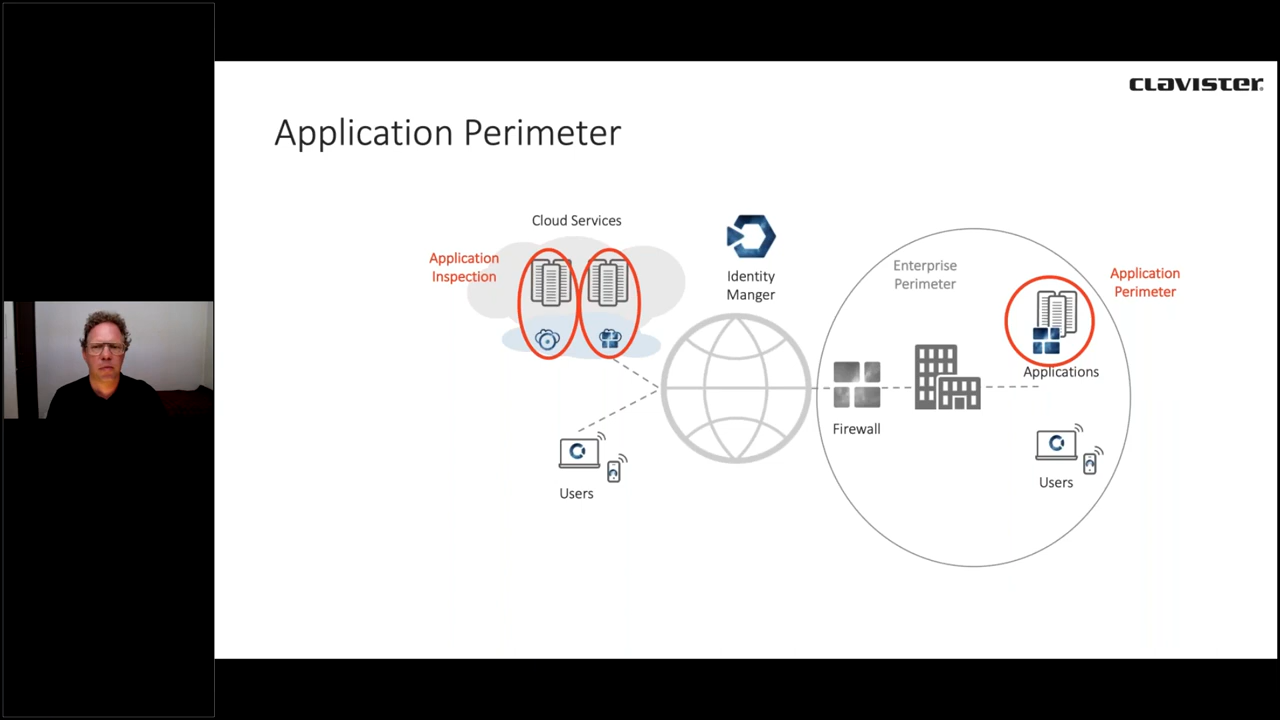 CLAVISTER
Application Perimeter
Cloud Services
Application
Inspection
Identity
Manger
Enterprise
Perimeter
Application
Perimeter
Applications
Firewall
Users
Users